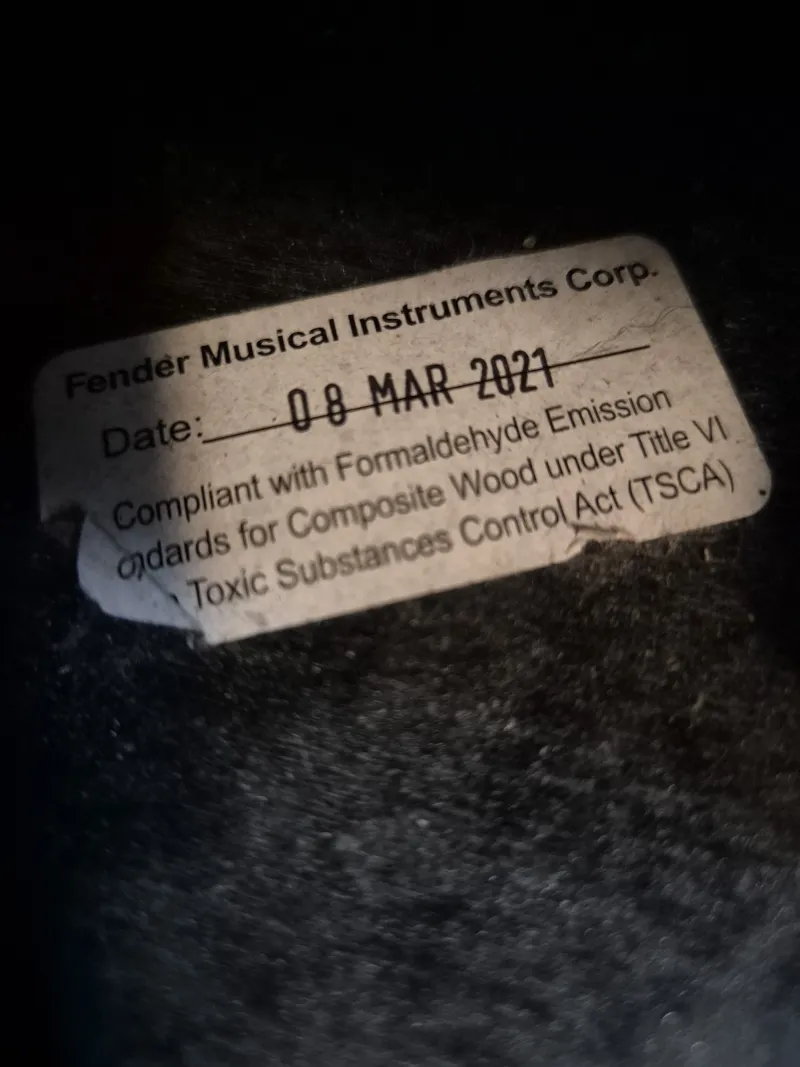 Fender Musical Instruments Corp.
Date: 08 MAR 2021
Compliant with Formaldehyde Emission
ndards for Composite Wood under Title VI
Toxic Substances Control Act (TSCA)